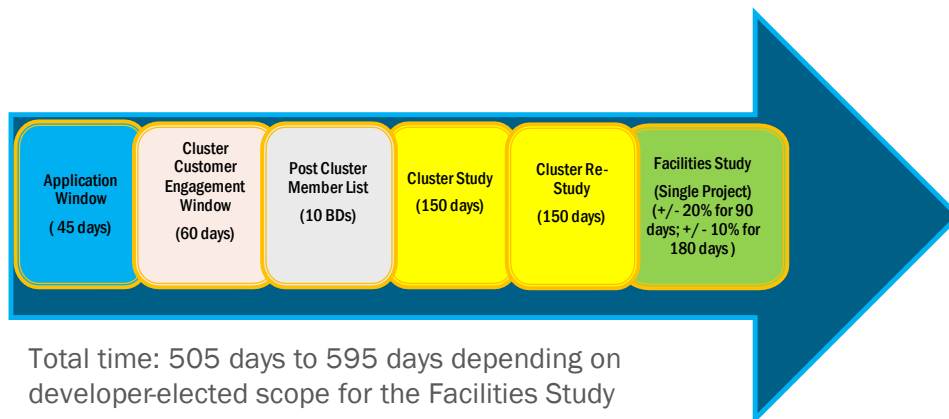 Application
Window
( 45 days)
Cluster
Customer
Engagement
Window
(60 days)
Post Cluster
Member List
(10 BDs)
Cluster Study
(150 days)
Cluster Re-
Study
(150 days)
Facilities Study
(Single Project)
(+/- 20% for 90
days; +/- 10% for
180 days )
Total time: 505 days to 595 days depending on
developer-elected scope for the Facilities Study